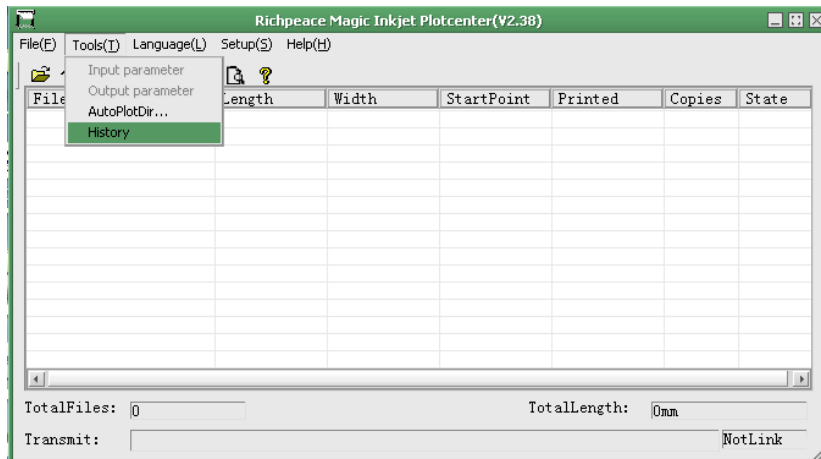 Richpeace Magic Inkjet Plotcenter(V2.38)
File(F) Tools(T) Language(L) Setup(S) Help(H)
Input parameter
Output parameter
AutoPlotDir...
History
File Length Width StartPoint Printed Copies State
TotalFiles: 0 TotalLength: 0mm
Transmit: NotLink